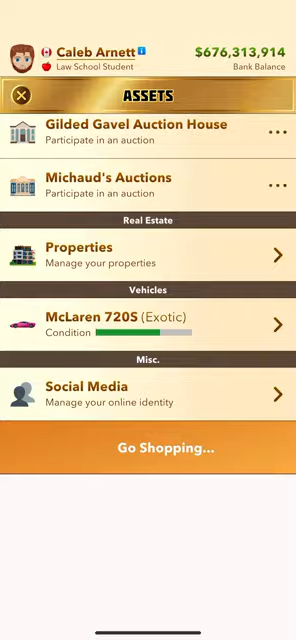 Caleb Arnett
$676,313,914
Law School Student
Bank Balance
ASSETS
Gilded Gavel Auction House
Participate in an auction
Michaud's Auctions
Participate in an auction
Real Estate
Properties
Manage your properties
Vehicles
McLaren 720S (Exotic)
Condition
Misc.
Social Media
Manage your online identity
Go Shopping...